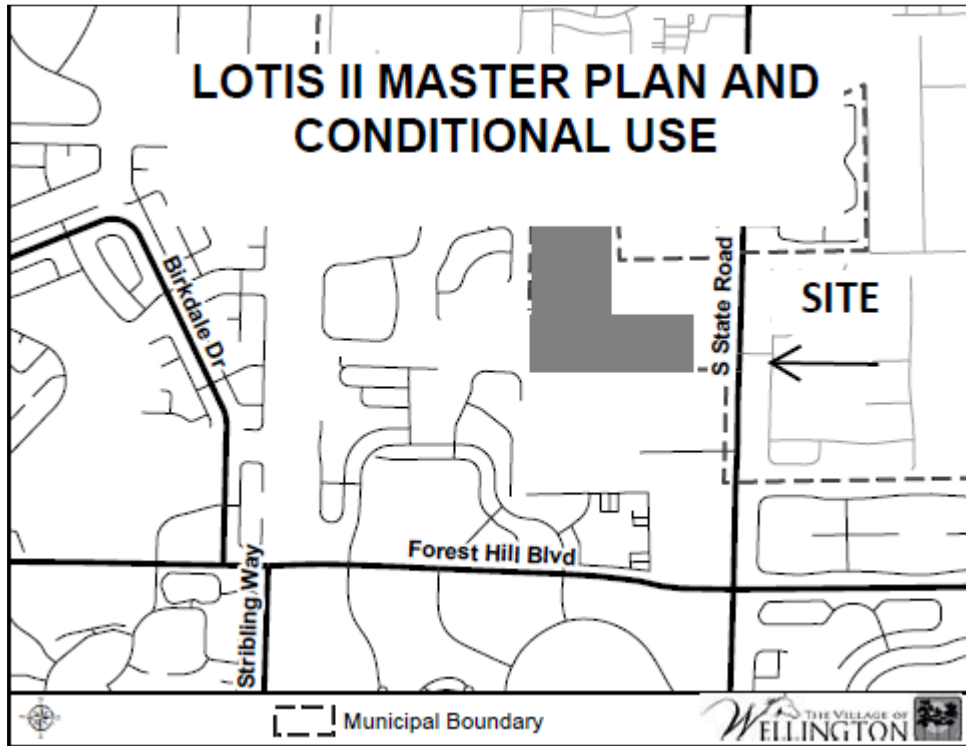 LOTIS II MASTER PLAN AND
CONDITIONAL USE
Birkdale Dr
S State Road
SITE
Forest Hill Blvd
Stribling Way
Municipal Boundary
THE VILLAGE OF
WELLINGTON